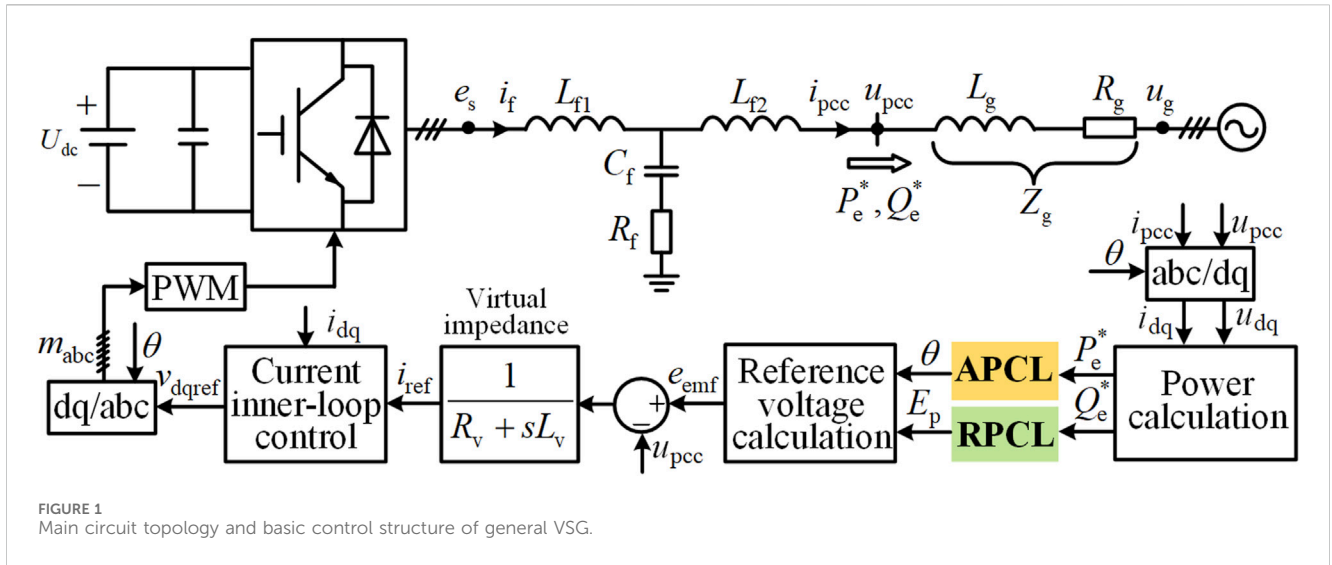 +
U_dc
−
e_s
i_f
L_f1
L_f2
i_pcc
u_pcc
L_g
R_g
u_g
C_f
R_f
P_e^*, Q_e^*
Z_g
i_pcc
u_pcc
θ
abc/dq
i_dq
u_dq
PWM
m_abc
θ
dq/abc
v_dqref
i_dq
Current
inner-loop
control
i_ref
Virtual
impedance
1
R_v + sL_v
+
−
u_pcc
e_emf
Reference
voltage
calculation
θ
E_p
APCL
RPCL
P_e^*
Q_e^*
Power
calculation
FIGURE 1
Main circuit topology and basic control structure of general VSG.